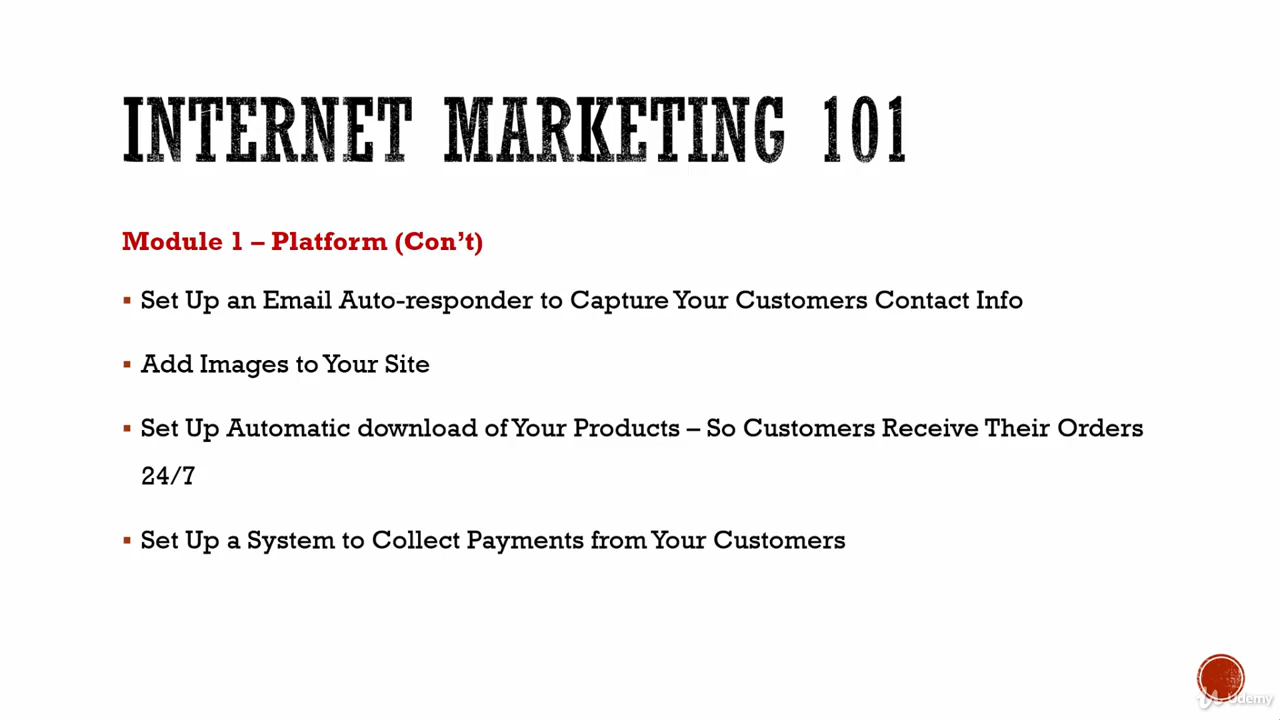 INTERNET MARKETING 101
Module 1 – Platform (Con’t)
▪ Set Up an Email Auto-responder to Capture Your Customers Contact Info
▪ Add Images to Your Site
▪ Set Up Automatic download of Your Products – So Customers Receive Their Orders
24/7
▪ Set Up a System to Collect Payments from Your Customers
Udemy